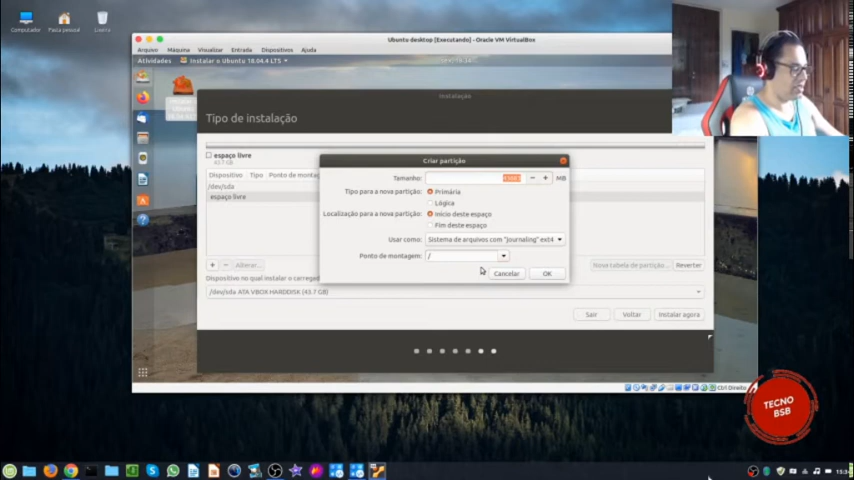 Computador
Pasta pessoal
Lixeira
Ubuntu desktop [Executando] - Oracle VM VirtualBox
Arquivo Máquina Visualizar Entrada Dispositivos Ajuda
Atividades Instalar o Ubuntu 18.04.4 LTS
Instalação
Tipo de instalação
espaço livre
43.7 GB
Dispositivo Tipo Ponto de montag
/dev/sda
espaço livre
Criar partição
Tamanho: MB
Tipo para a nova partição: Primária
Lógica
Localização para a nova partição: Início deste espaço
Fim deste espaço
Usar como: Sistema de arquivos com "journaling" ext4
Ponto de montagem: /
Cancelar OK
+ - Alterar...
Nova tabela de partição... Reverter
Dispositivo no qual instalar o carregad
/dev/sda ATA VBOX HARDDISK (43.7 GB)
Sair Voltar Instalar agora
Ctrl Direito
TECNO
BSB